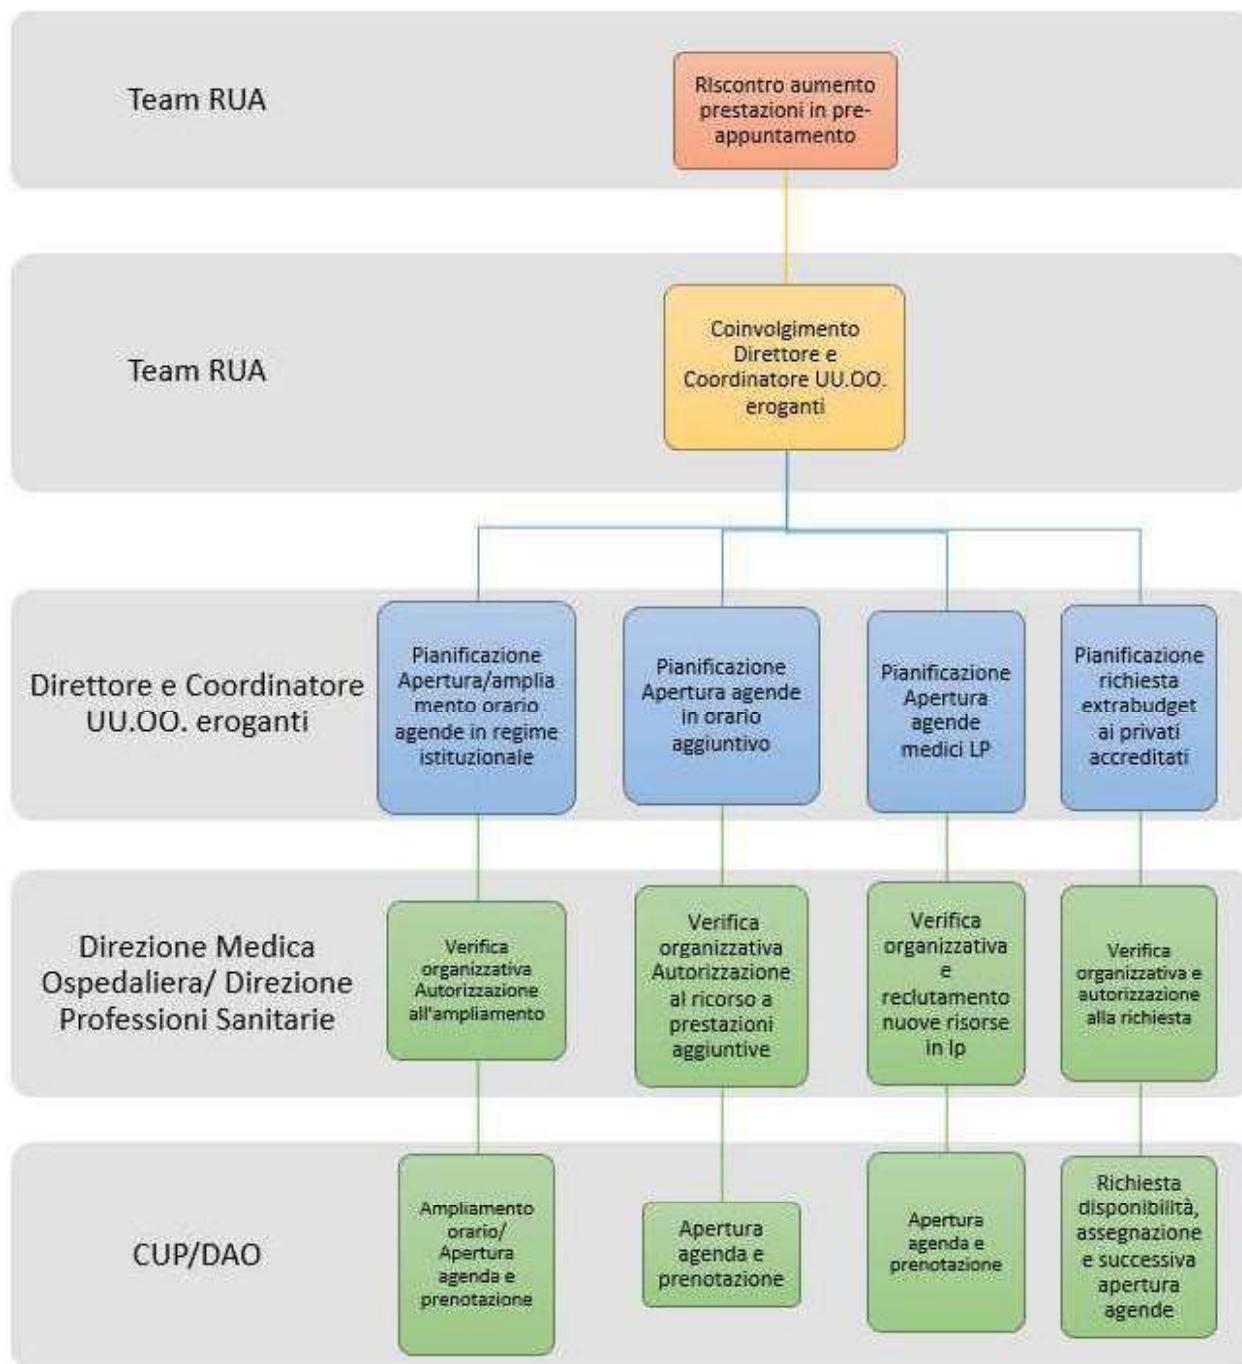 Team RUA
RIscontro aumento
prestazioni in pre-
appuntamento
Team RUA
Coinvolgimento
Direttore e
Coordinatore UU.OO.
eroganti
Direttore e Coordinatore
UU.OO. eroganti
Pianificazione
Apertura/amplia
mento orario
agende in regime
istituzionale
Pianificazione
Apertura agende
in orario
aggiuntivo
Pianificazione
Apertura
agende
medici LP
Pianificazione
richiesta
extrabudget
ai privati
accreditati
Direzione Medica
Ospedaliera/ Direzione
Professioni Sanitarie
Verifica
organizzativa
Autorizzazione
all'ampliamento
Verifica
organizzativa
Autorizzazione
al ricorso a
prestazioni
aggiuntive
Verifica
organizzativa
e
reclutamento
nuove risorse
in lp
Verifica
organizzativa e
autorizzazione
alla richiesta
CUP/DAO
Ampliamento
orario/
Apertura
agenda e
prenotazione
Apertura
agenda e
prenotazione
Apertura
agenda e
prenotazione
Richiesta
disponibilità,
assegnazione
e successiva
apertura
agende